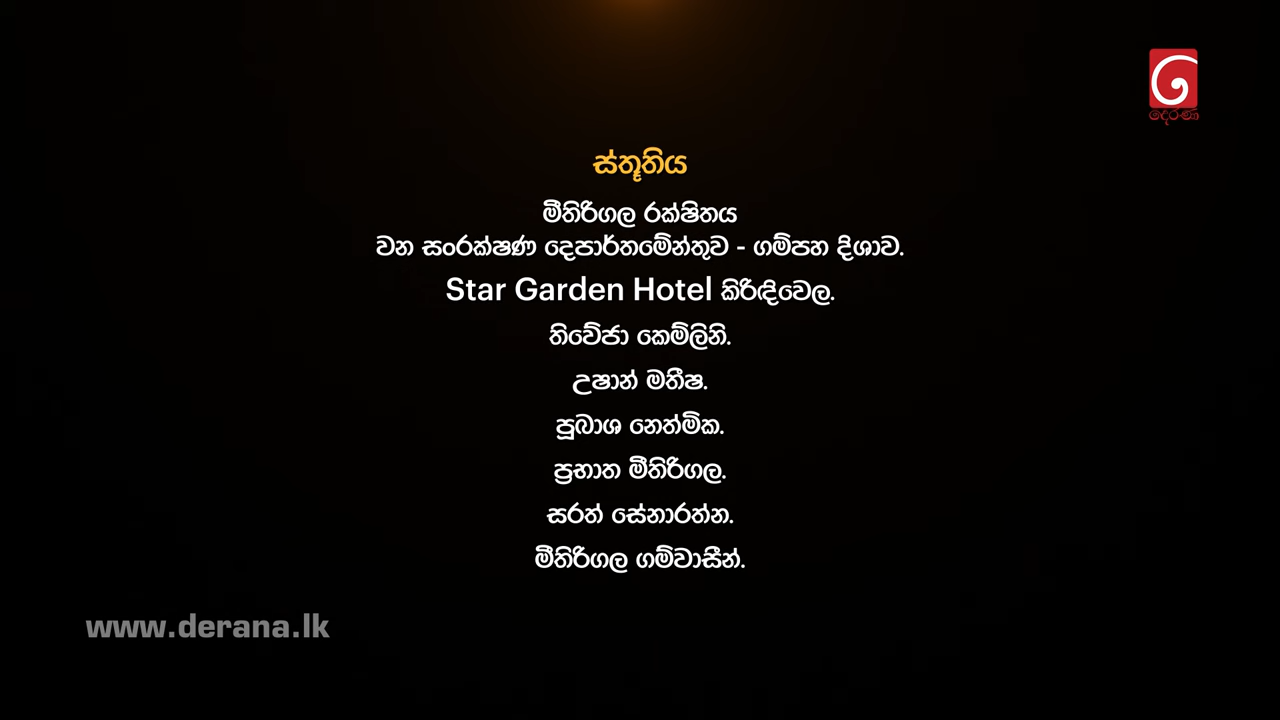 දෙරණ
ස්තූතිය
මීතිරිගල රක්ෂිතය
වන සංරක්ෂණ දෙපාර්තමේන්තුව - ගම්පහ දිශාව.
Star Garden Hotel කිරිඳිවෙල.
තිවේජා කෙම්ලිනි.
උෂාන් මතීෂ.
පූබාශ නෙත්මික.
ප්‍රභාත මීතිරිගල.
සරත් සේනාරත්න.
මීතිරිගල ගම්වාසීන්.
www.derana.lk